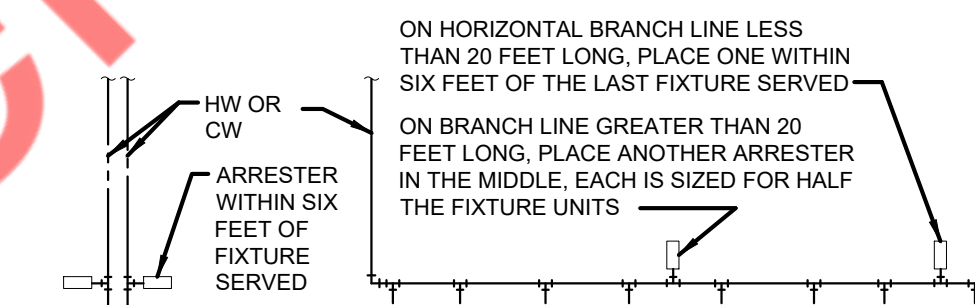 HW OR
CW
ARRESTER
WITHIN SIX
FEET OF
FIXTURE
SERVED
ON HORIZONTAL BRANCH LINE LESS
THAN 20 FEET LONG, PLACE ONE WITHIN
SIX FEET OF THE LAST FIXTURE SERVED
ON BRANCH LINE GREATER THAN 20
FEET LONG, PLACE ANOTHER ARRESTER
IN THE MIDDLE, EACH IS SIZED FOR HALF
THE FIXTURE UNITS